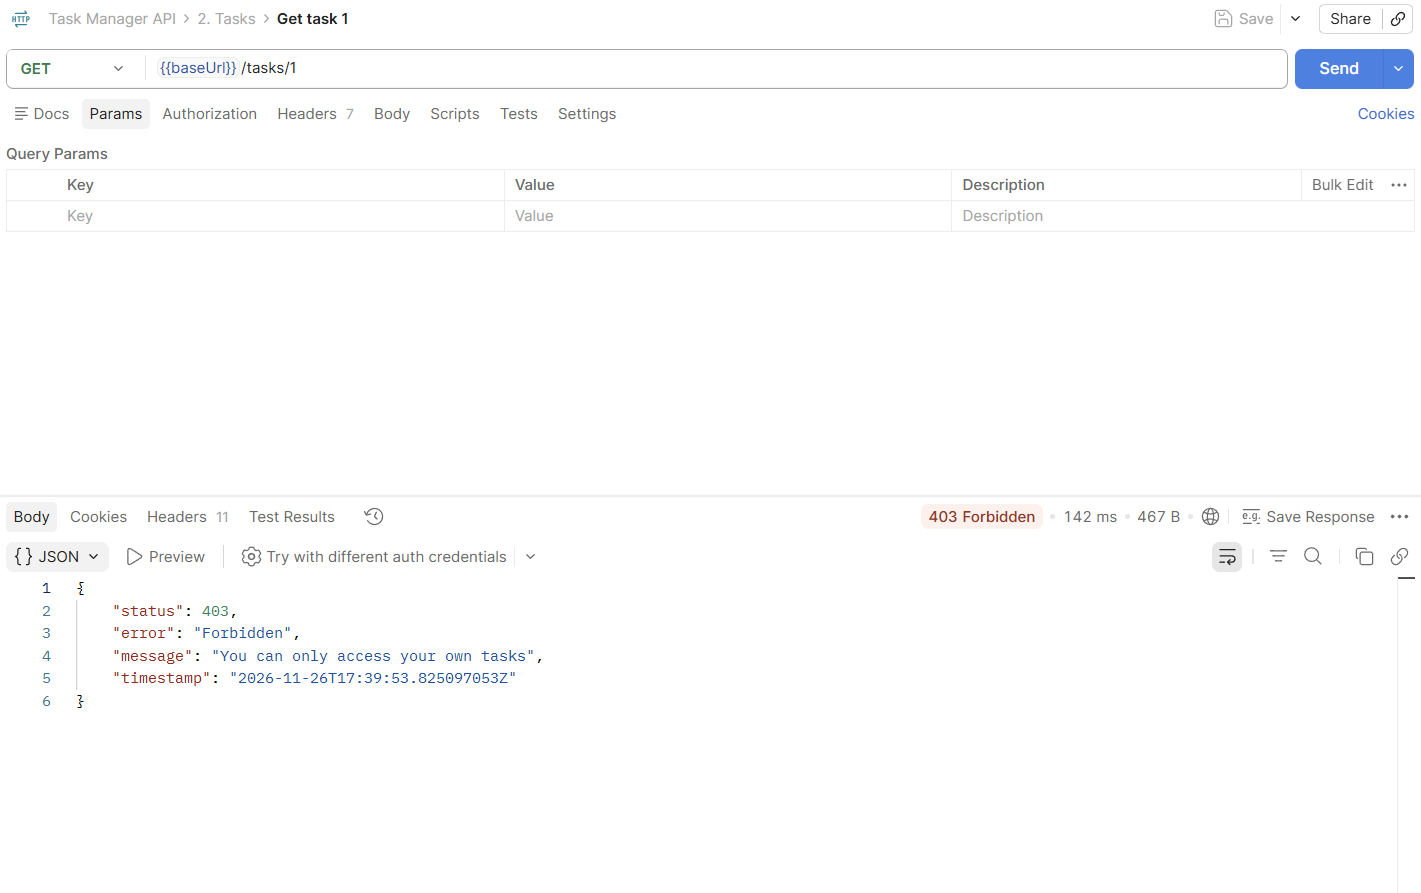 HTTP Task Manager API > 2. Tasks > Get task 1 Save Share
GET {{baseUrl}} /tasks/1 Send
Docs Params Authorization Headers 7 Body Scripts Tests Settings Cookies
Query Params
Key Value Description Bulk Edit
Key Value Description
Body Cookies Headers 11 Test Results 403 Forbidden • 142 ms • 467 B • e.g. Save Response
{} JSON Preview Try with different auth credentials
1 {
2 "status": 403,
3 "error": "Forbidden",
4 "message": "You can only access your own tasks",
5 "timestamp": "2026-11-26T17:39:53.825097053Z"
6 }